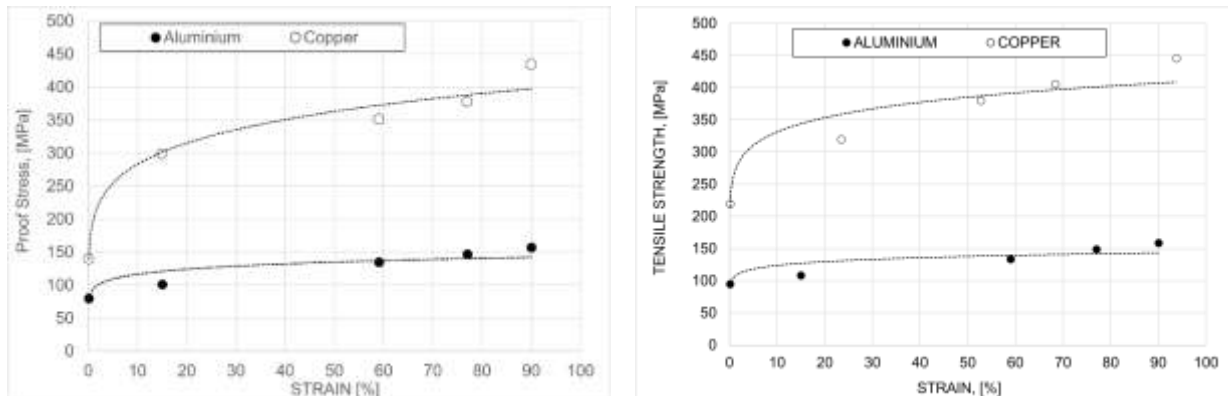 Aluminium Copper
500
450
400
350
300
250
200
150
100
50
0
Proof Stress, [MPa]
0 10 20 30 40 50 60 70 80 90 100
STRAIN [%]
ALUMINIUM COPPER
500
450
400
350
300
250
200
150
100
50
0
TENSILE STRENGTH, [MPa]
0 10 20 30 40 50 60 70 80 90 100
STRAIN, [%]